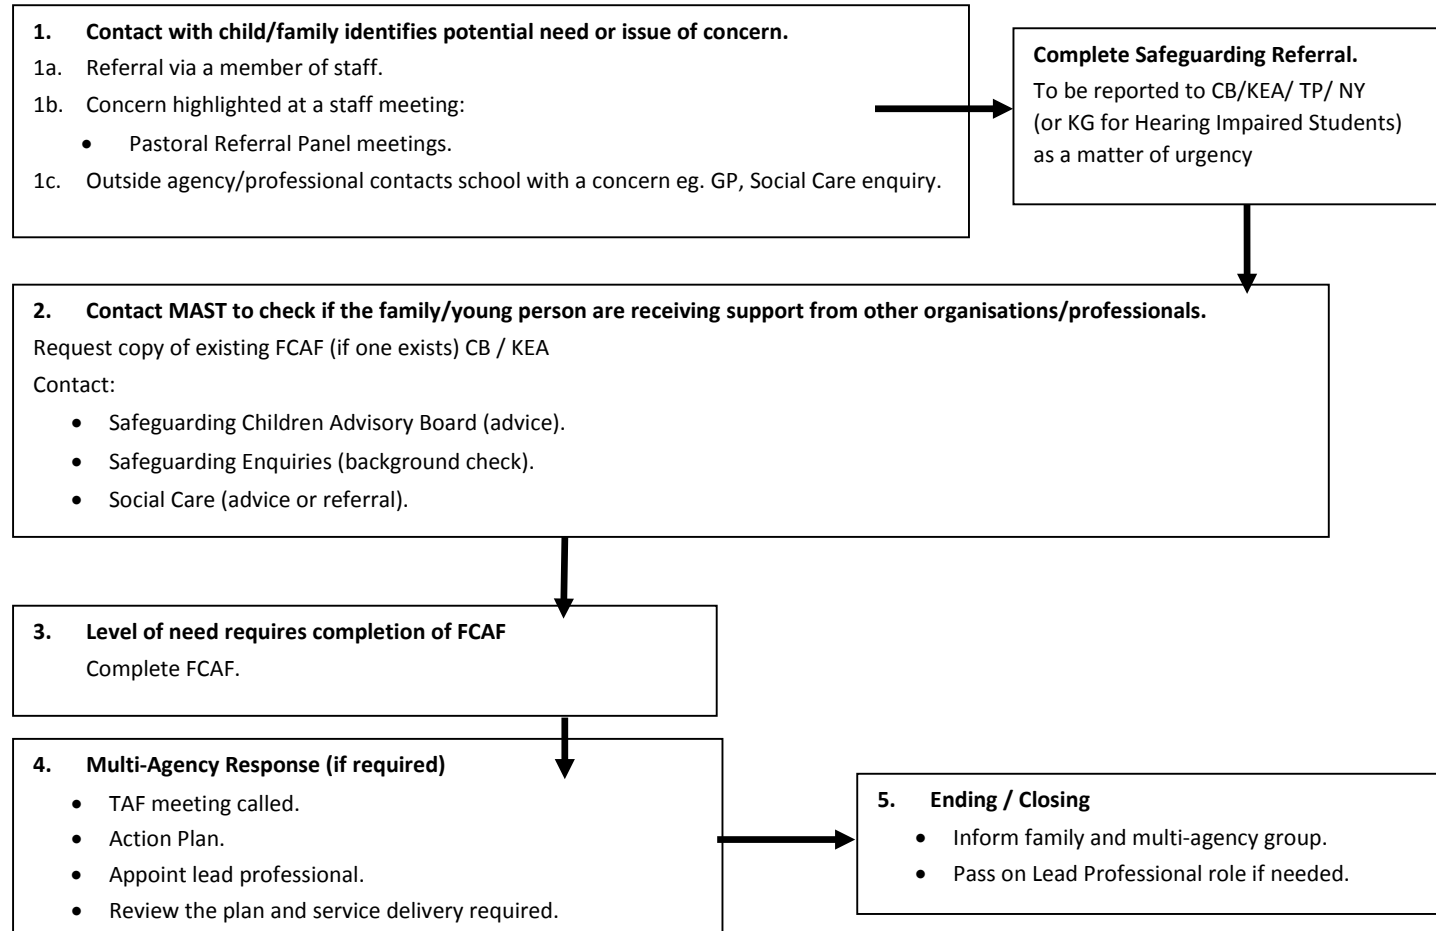 1. Contact with child/family identifies potential need or issue of concern.
1a. Referral via a member of staff.
1b. Concern highlighted at a staff meeting:
• Pastoral Referral Panel meetings.
1c. Outside agency/professional contacts school with a concern eg. GP, Social Care enquiry.
Complete Safeguarding Referral.
To be reported to CB/KEA/ TP/ NY
(or KG for Hearing Impaired Students)
as a matter of urgency
2. Contact MAST to check if the family/young person are receiving support from other organisations/professionals.
Request copy of existing FCAF (if one exists) CB / KEA
Contact:
• Safeguarding Children Advisory Board (advice).
• Safeguarding Enquiries (background check).
• Social Care (advice or referral).
3. Level of need requires completion of FCAF
Complete FCAF.
4. Multi-Agency Response (if required)
• TAF meeting called.
• Action Plan.
• Appoint lead professional.
• Review the plan and service delivery required.
5. Ending / Closing
• Inform family and multi-agency group.
• Pass on Lead Professional role if needed.